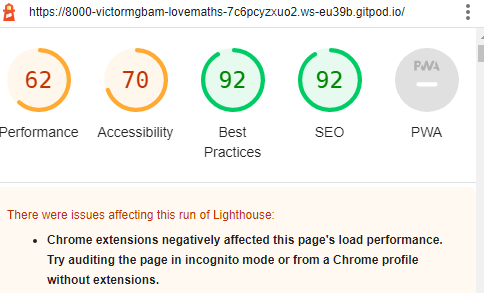 https://8000-victormgbam-lovemaths-7c6pcyzxuo2.ws-eu39b.gitpod.io/
62 70 92 92 PWA
Performance Accessibility Best Practices SEO PWA
There were issues affecting this run of Lighthouse:
• Chrome extensions negatively affected this page's load performance.
Try auditing the page in incognito mode or from a Chrome profile
without extensions.